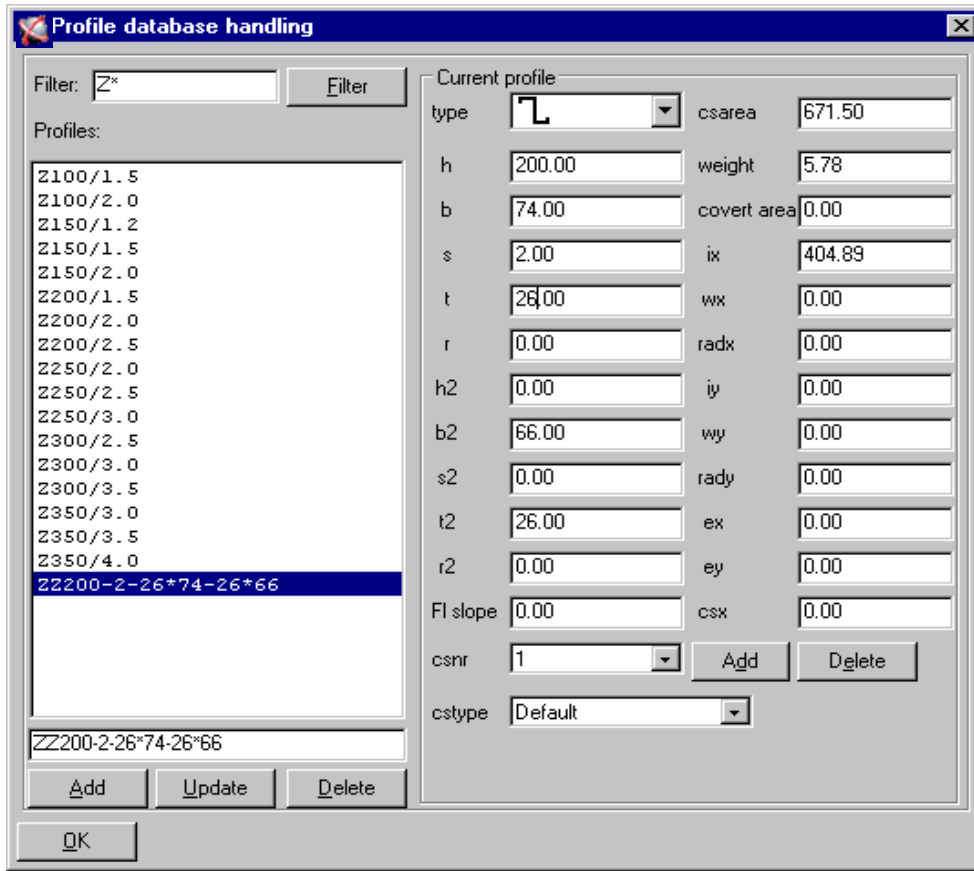 Profile database handling
Filter: Z* Filter
Profiles:
Z100/1.5
Z100/2.0
Z150/1.2
Z150/1.5
Z150/2.0
Z200/1.5
Z200/2.0
Z200/2.5
Z250/2.0
Z250/2.5
Z250/3.0
Z300/2.5
Z300/3.0
Z300/3.5
Z350/3.0
Z350/3.5
Z350/4.0
ZZ200-2-26*74-26*66
ZZ200-2-26*74-26*66
Add Update Delete
OK
Current profile
type csarea 671.50
h 200.00 weight 5.78
b 74.00 covert area 0.00
s 2.00 ix 404.89
t 26.00 wx 0.00
r 0.00 radx 0.00
h2 0.00 iy 0.00
b2 66.00 wy 0.00
s2 0.00 rady 0.00
t2 26.00 ex 0.00
r2 0.00 ey 0.00
Fl slope 0.00 csx 0.00
csnr 1 Add Delete
cstype Default